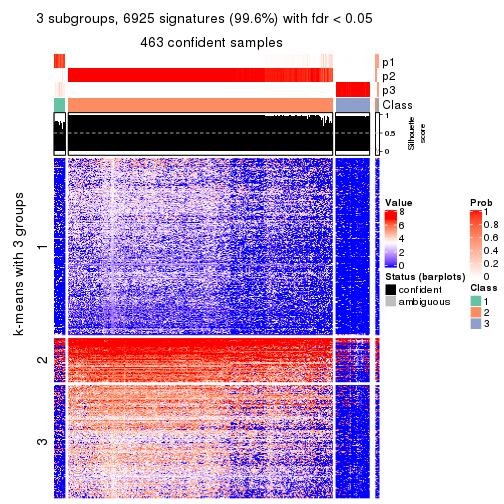 3 subgroups, 6925 signatures (99.6%) with fdr < 0.05
463 confident samples
p1
p2
p3
Class
1
0.5
0
Silhouette
score
k-means with 3 groups
1
2
3
Value
8
6
4
2
0
Status (barplots)
confident
ambiguous
Prob
1
0.8
0.6
0.4
0.2
0
Class
1
2
3